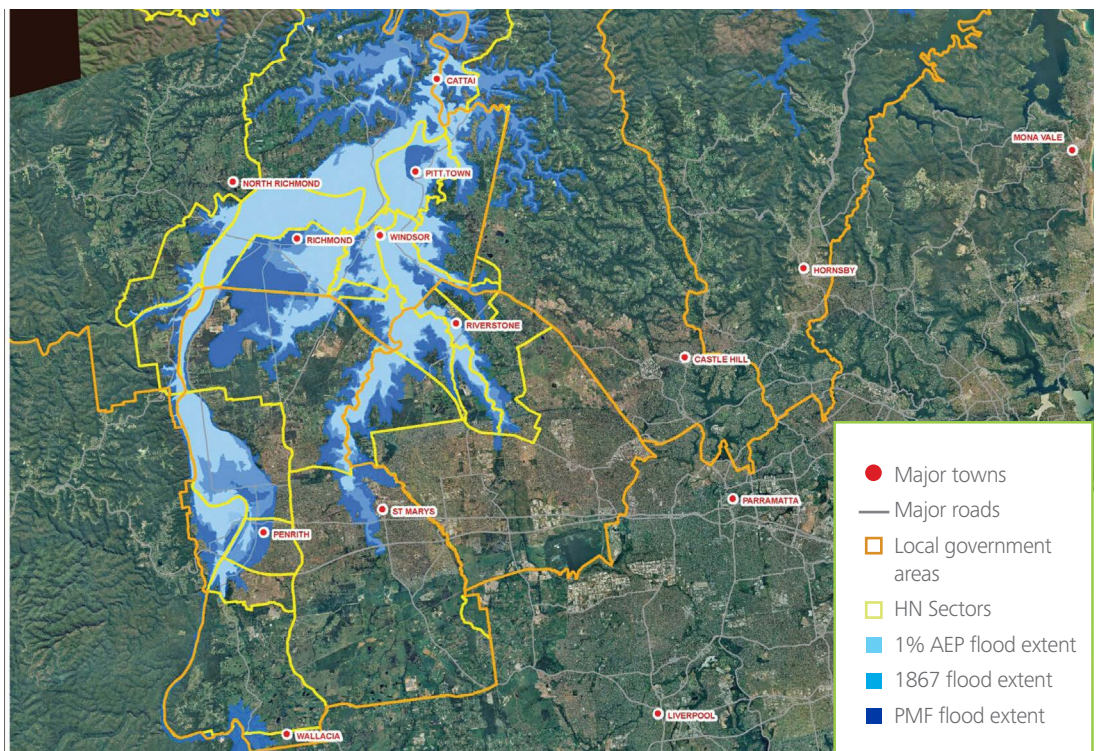 CATTAI
MONA VALE
PITT TOWN
NORTH RICHMOND
WINDSOR
RICHMOND
HORNSBY
RIVERSTONE
CASTLE HILL
PARRAMATTA
ST MARYS
PENRITH
LIVERPOOL
WALLACIA
Major towns
Major roads
Local government
areas
HN Sectors
1% AEP flood extent
1867 flood extent
PMF flood extent